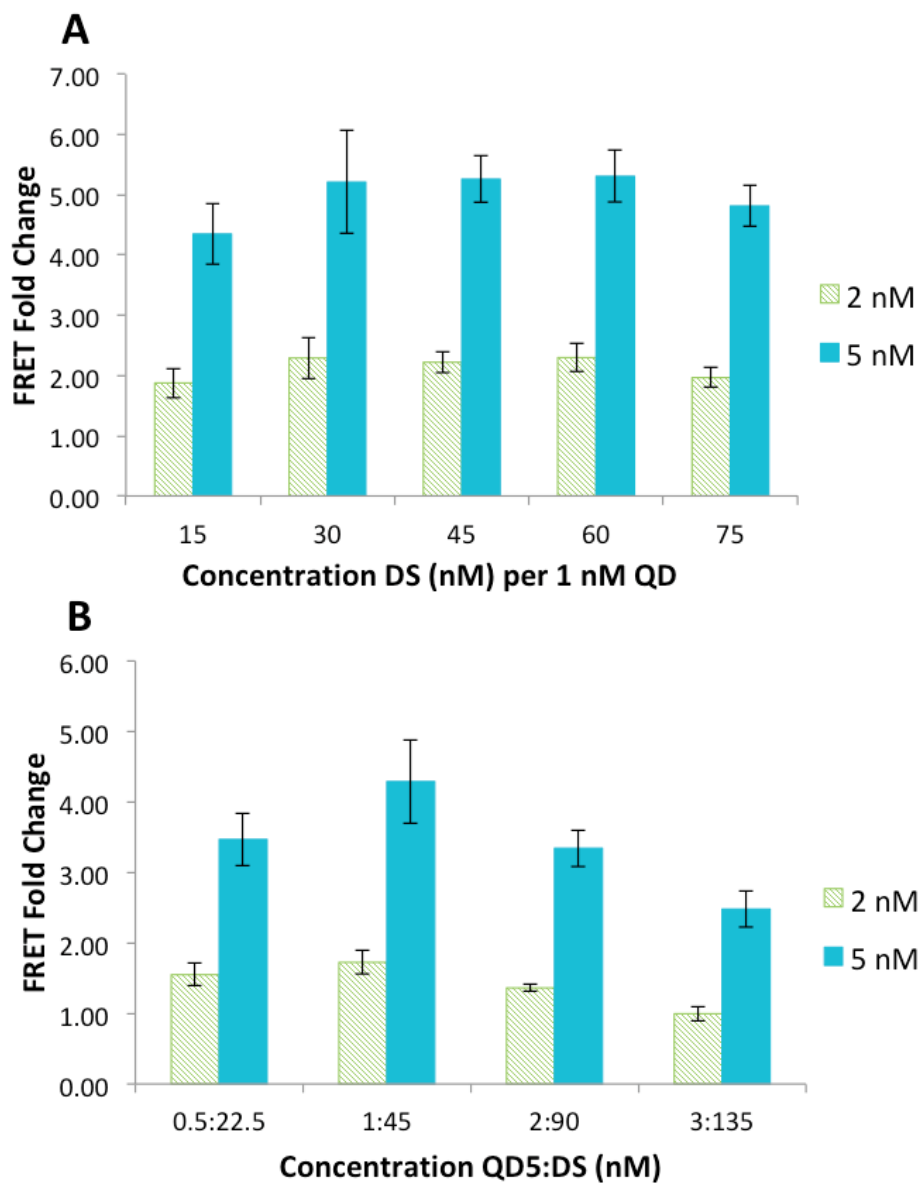 A
7.00
6.00
5.00
4.00
3.00
2.00
1.00
0.00
FRET Fold Change
15 30 45 60 75
Concentration DS (nM) per 1 nM QD
2 nM
5 nM
B
6.00
5.00
4.00
3.00
2.00
1.00
0.00
FRET Fold Change
0.5:22.5 1:45 2:90 3:135
Concentration QD5:DS (nM)
2 nM
5 nM